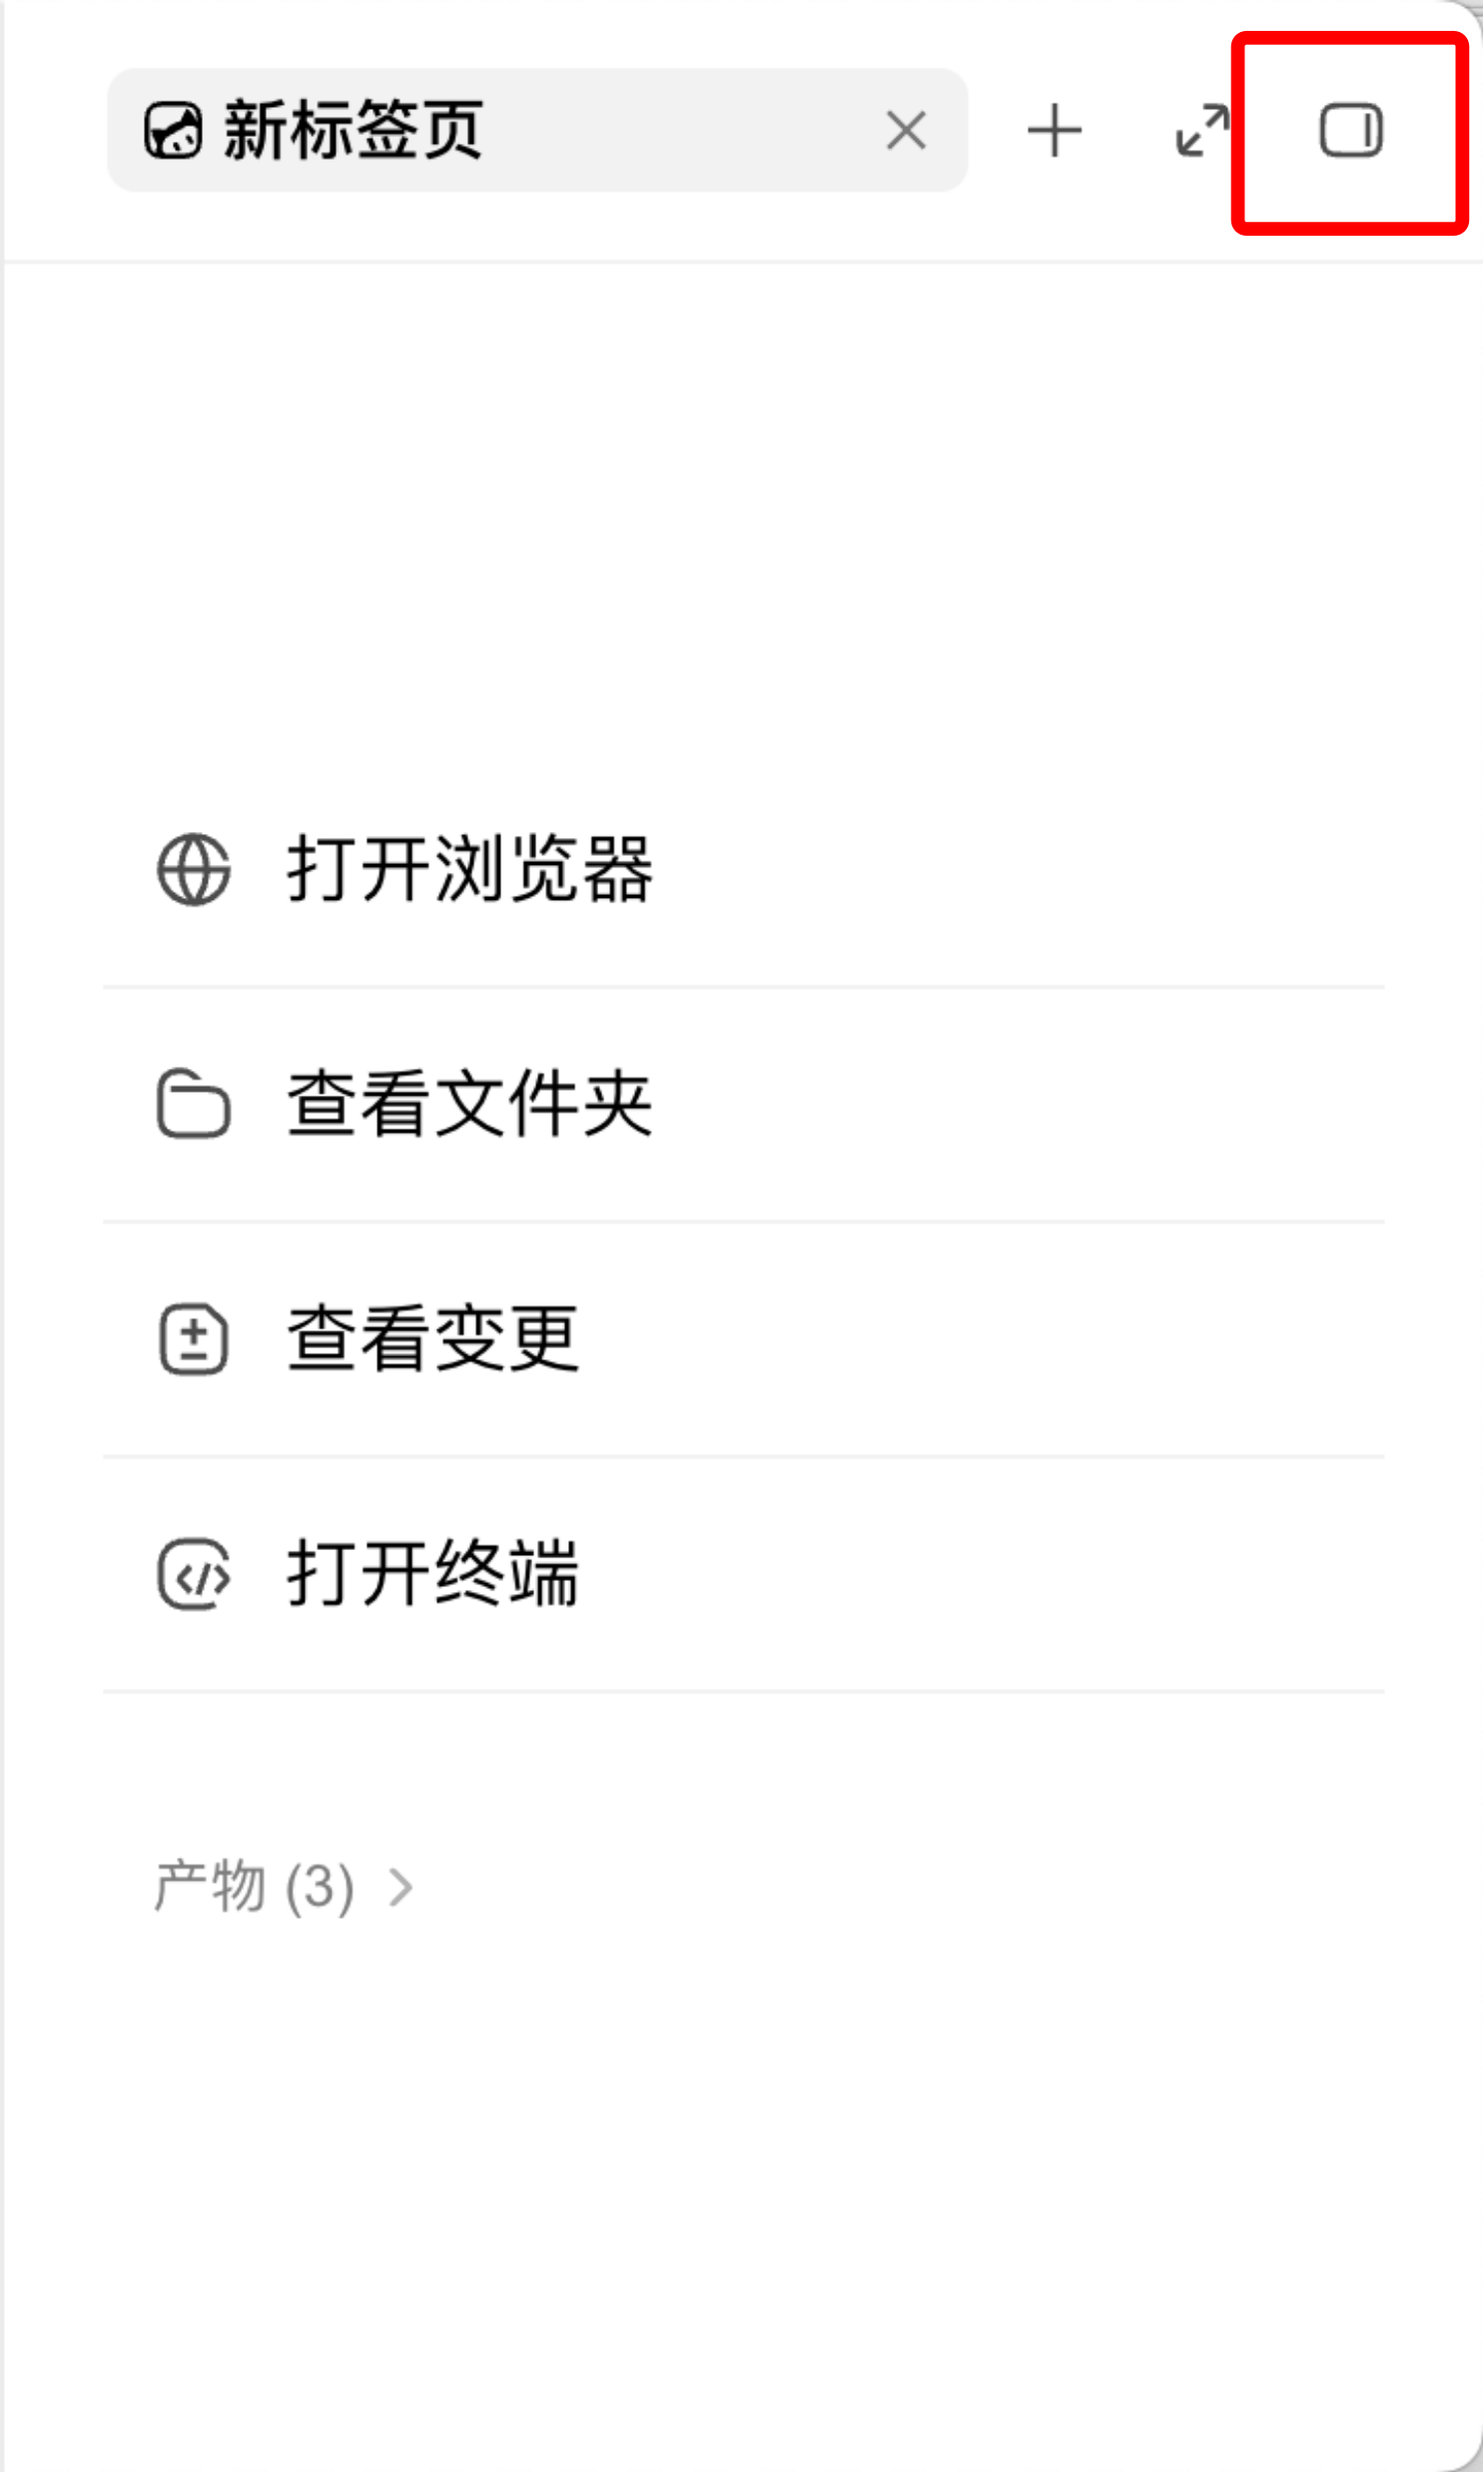 新标签页
打开浏览器
查看文件夹
查看变更
打开终端
产物 (3)